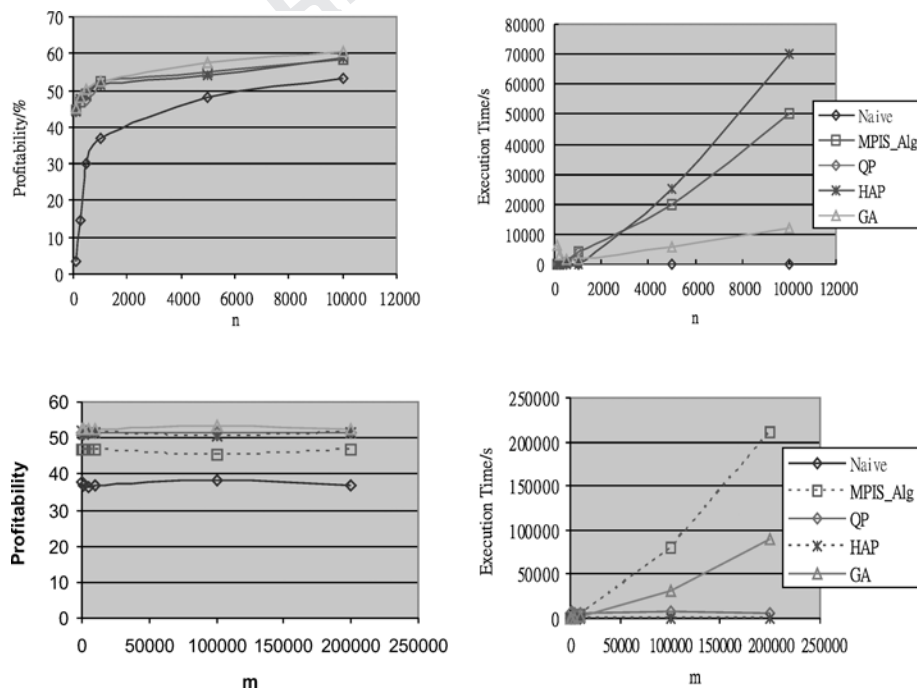 70
60
50
40
30
20
10
0
Profitability/%
0 2000 4000 6000 8000 10000 12000
n
80000
70000
60000
50000
40000
30000
20000
10000
0
Execution Time/s
0 2000 4000 6000 8000 10000 12000
n
Naive
MPIS_Alg
QP
HAP
GA
60
50
40
30
20
10
0
Profitability
0 50000 100000 150000 200000 250000
m
250000
200000
150000
100000
50000
0
Execution Time/s
0 50000 100000 150000 200000 250000
m
Naive
MPIS_Alg
QP
HAP
GA